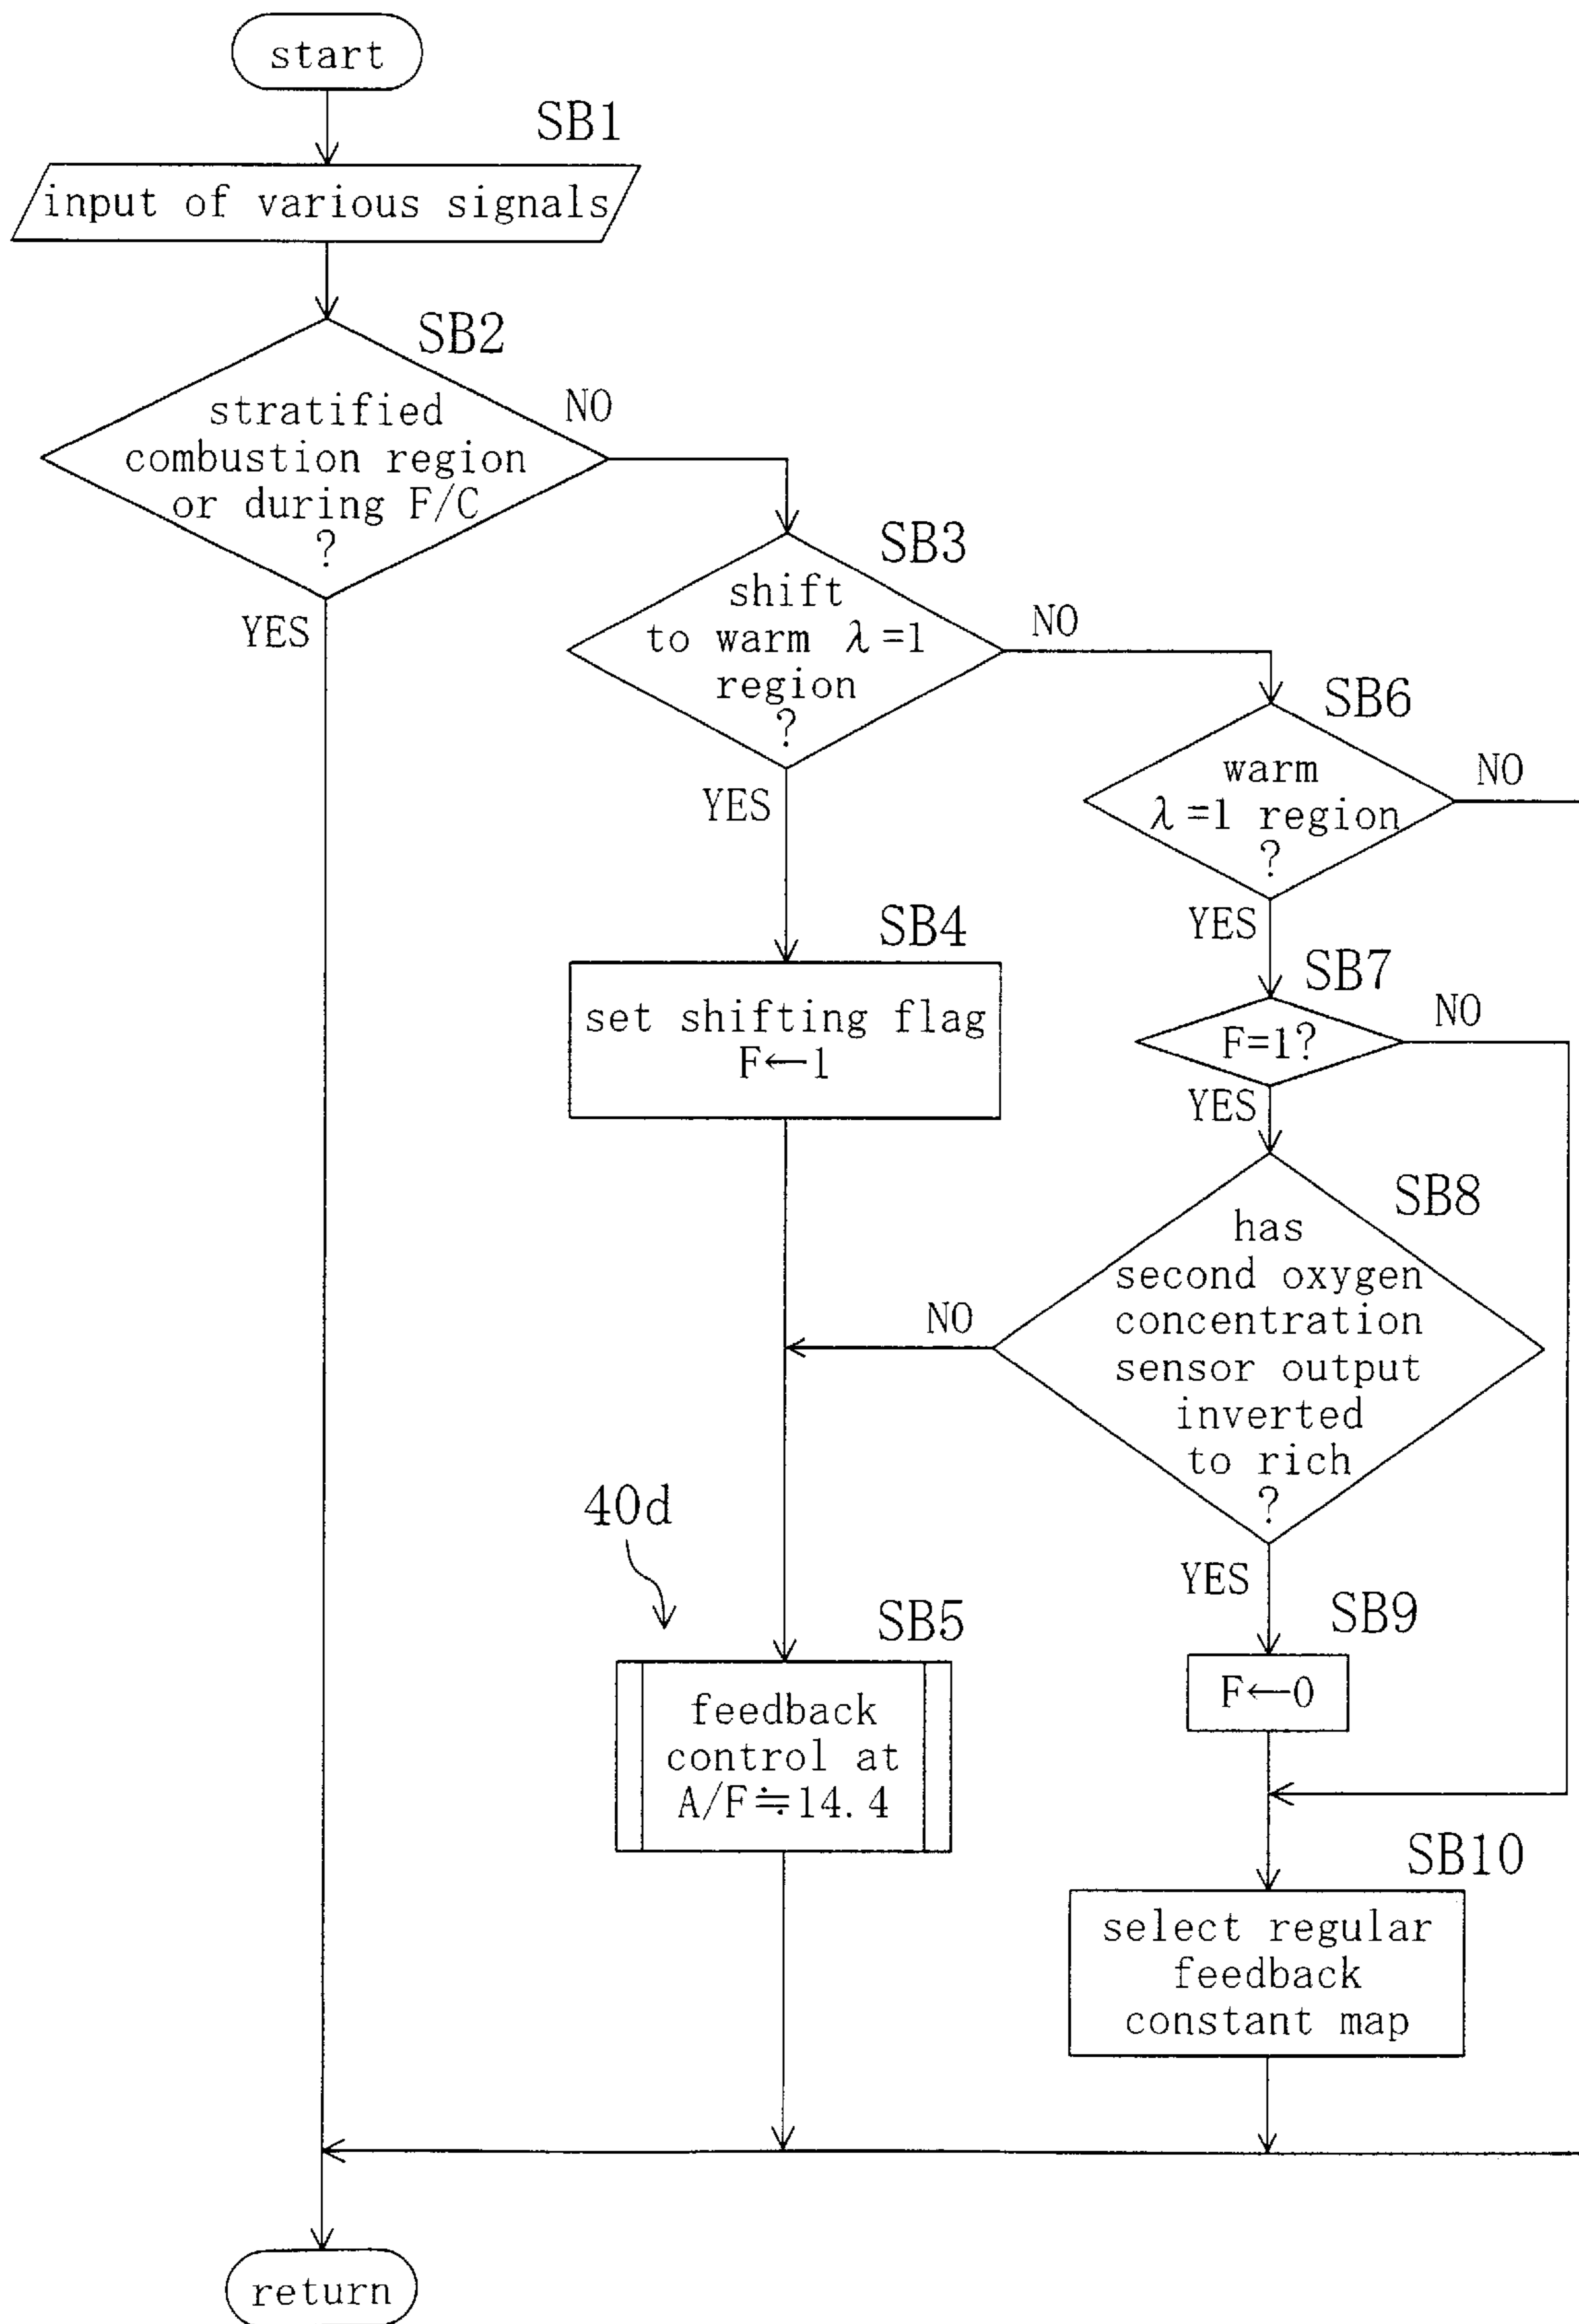 start
SB1
input of various signals
SB2
stratified
combustion region
or during F/C
?
NO
YES
SB3
shift
to warm λ=1
region
?
NO
YES
SB4
set shifting flag
F←1
SB6
warm
λ=1 region
?
NO
YES
SB7
F=1?
NO
YES
SB8
has
second oxygen
concentration
sensor output
inverted
to rich
?
NO
YES
40d
SB5
feedback
control at
A/F≒14.4
SB9
F←0
SB10
select regular
feedback
constant map
return